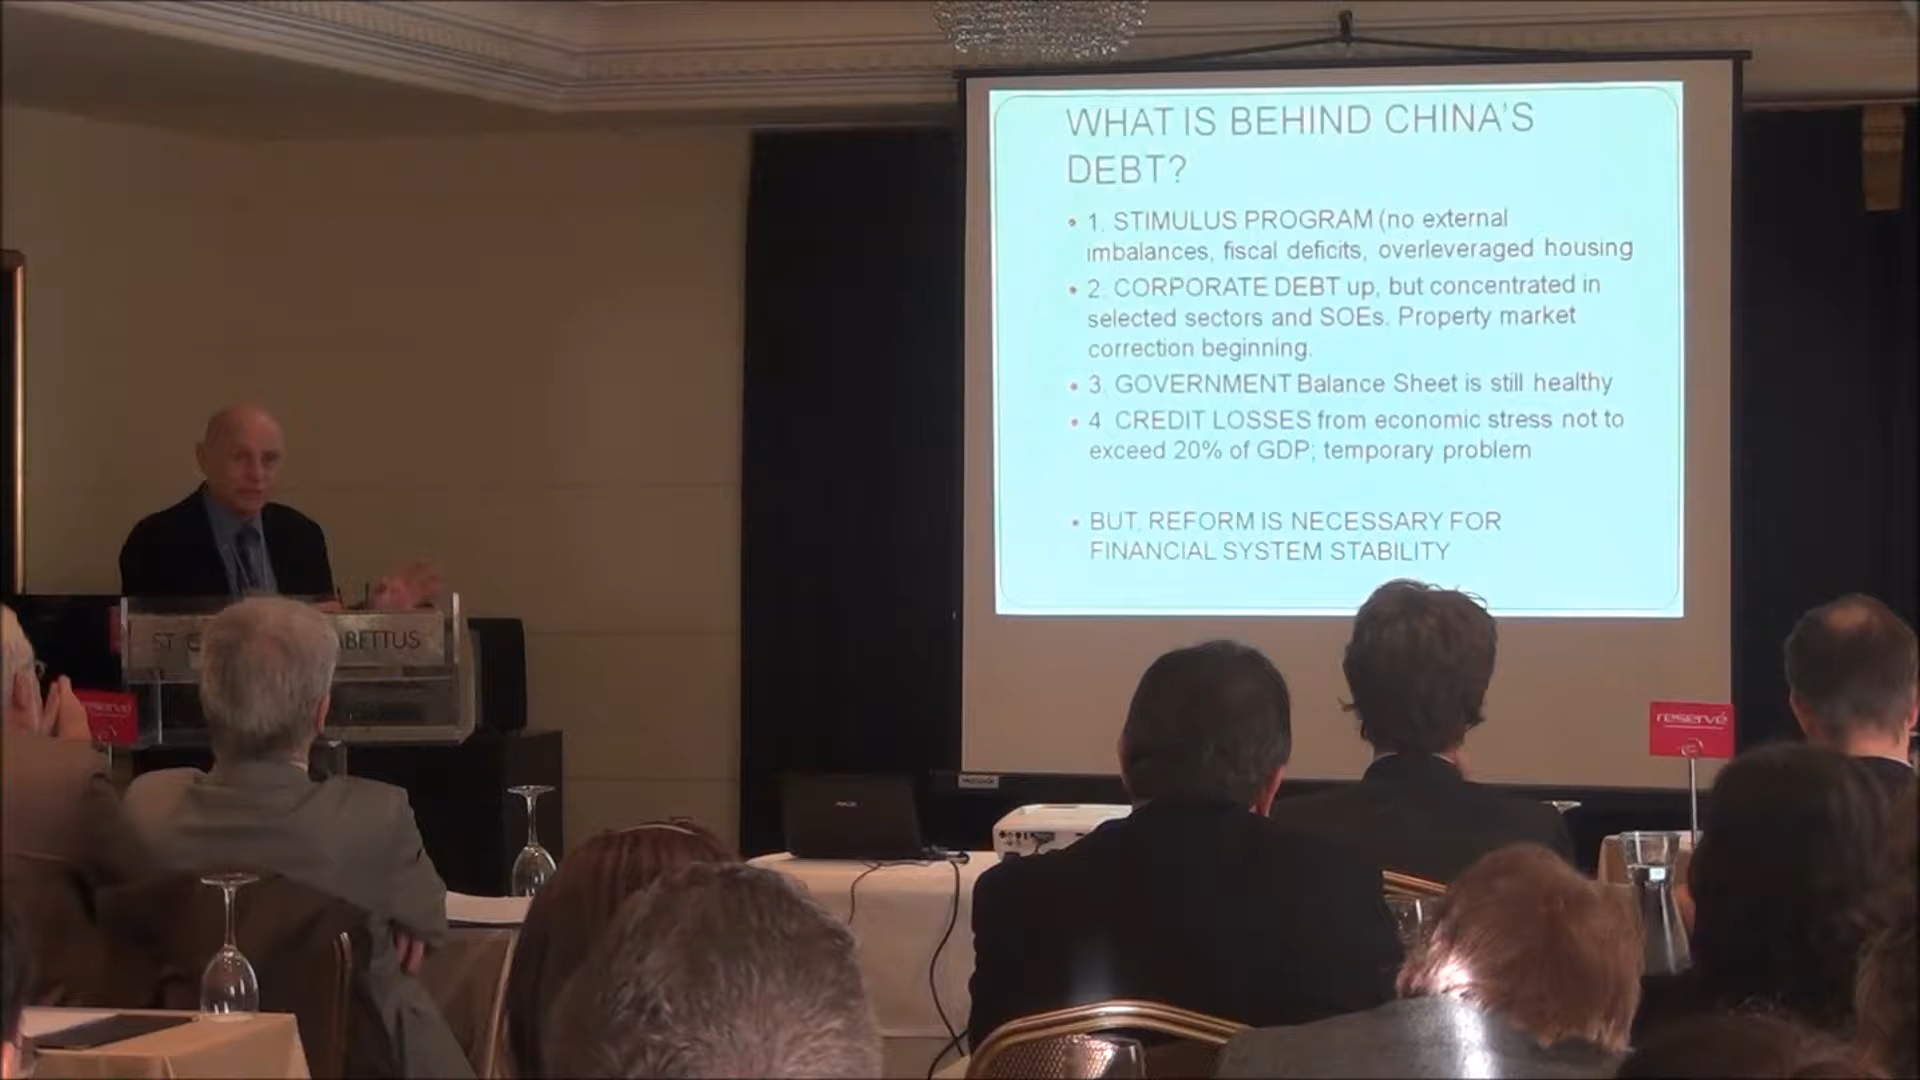 WHAT IS BEHIND CHINA'S
DEBT?
• 1. STIMULUS PROGRAM (no external
imbalances, fiscal deficits, overleveraged housing
• 2. CORPORATE DEBT up, but concentrated in
selected sectors and SOEs. Property market
correction beginning.
• 3. GOVERNMENT Balance Sheet is still healthy
• 4. CREDIT LOSSES from economic stress not to
exceed 20% of GDP; temporary problem
• BUT, REFORM IS NECESSARY FOR
FINANCIAL SYSTEM STABILITY
ST G ABETTUS
reservé
reservé